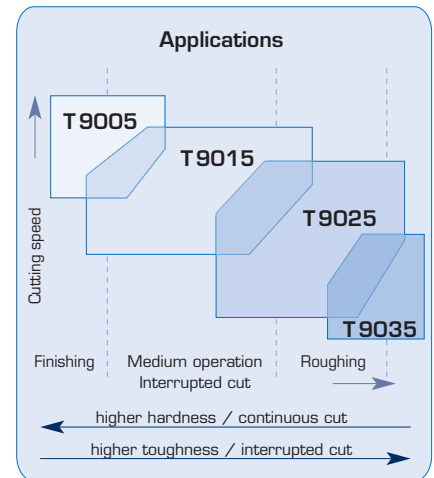 Applications
T9005
T9015
T9025
T9035
Cutting speed
Finishing
Medium operation
Interrupted cut
Roughing
higher hardness / continuous cut
higher toughness / interrupted cut